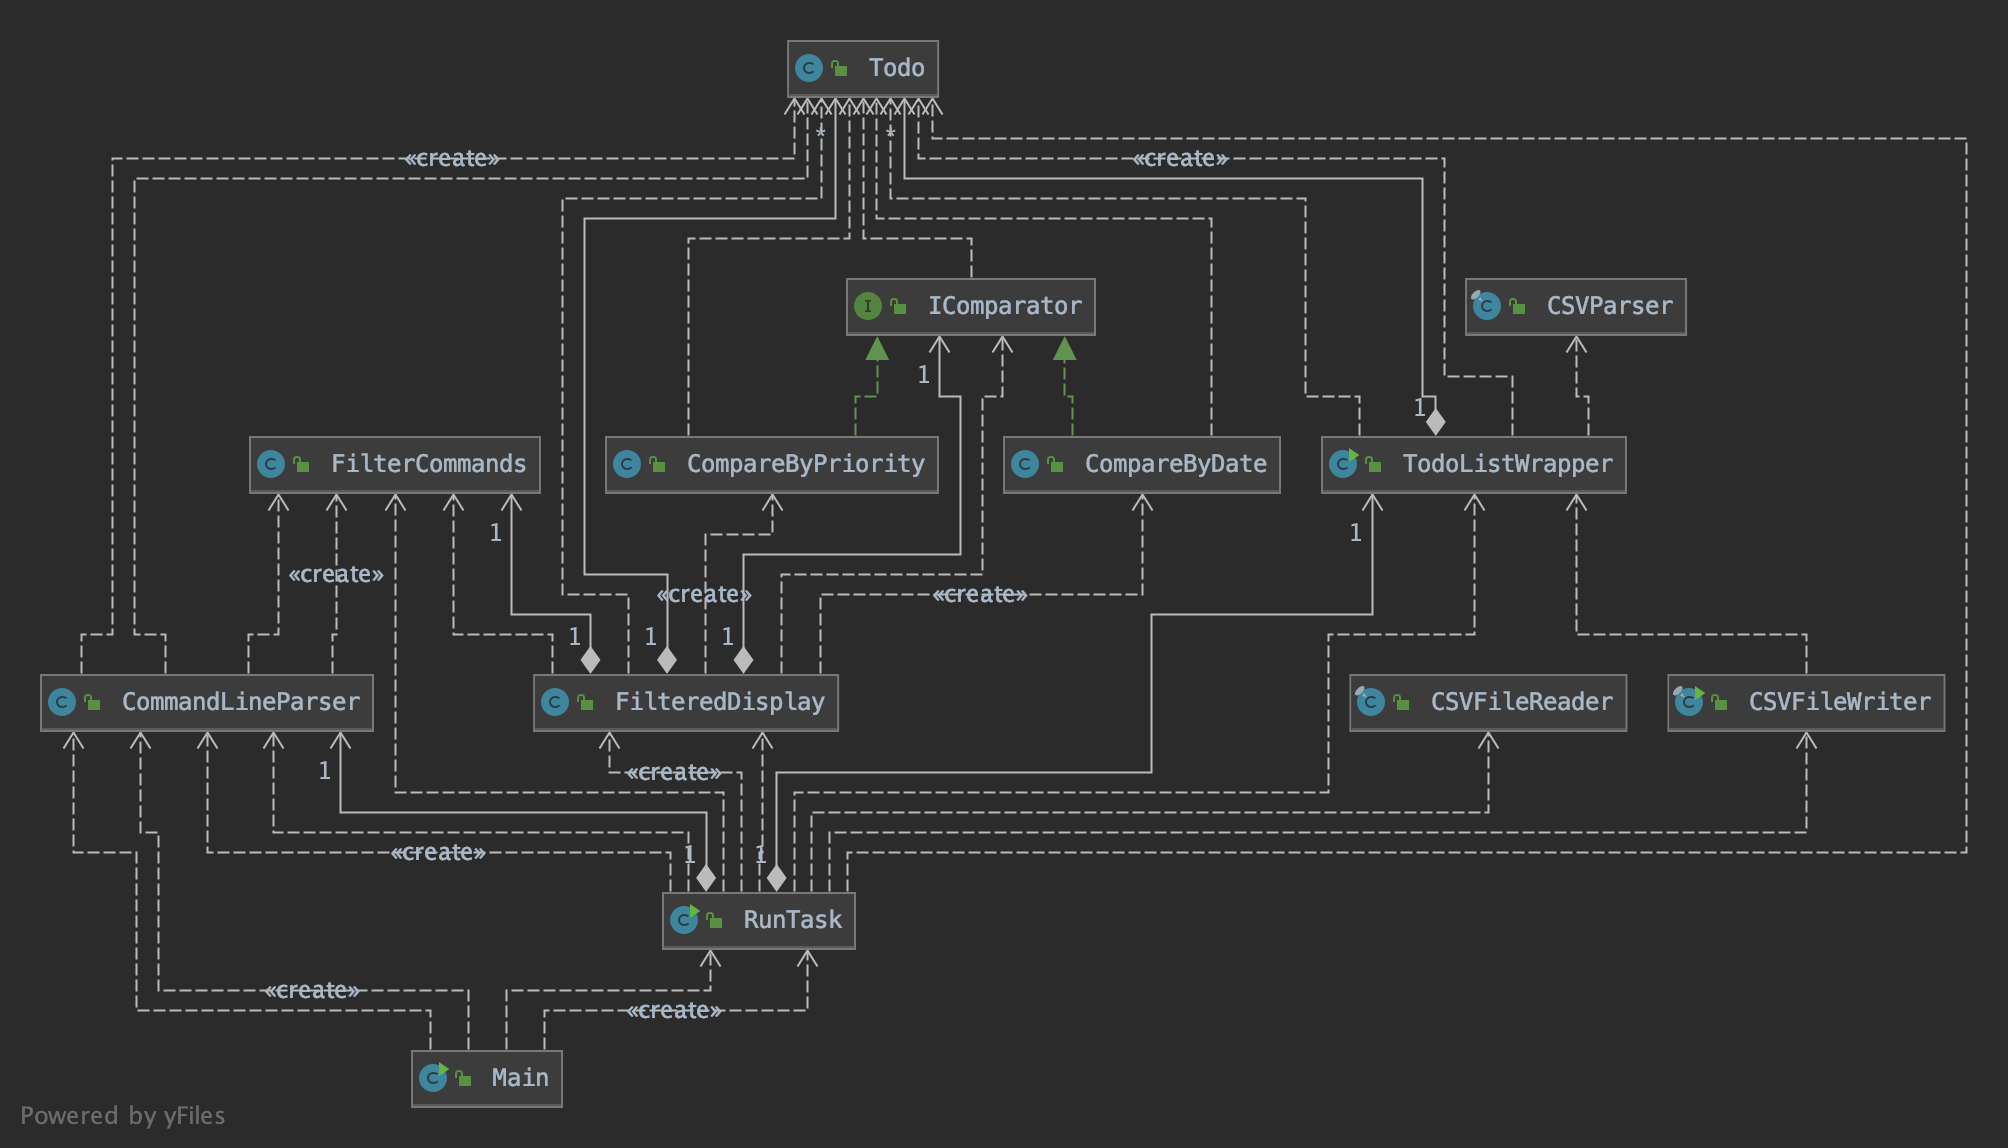 Todo
* *
«create» «create»
IComparator CSVParser
1
1
FilterCommands CompareByPriority CompareByDate TodoListWrapper
1 1
«create»
«create» «create»
1 1 1
CommandLineParser FilteredDisplay CSVFileReader CSVFileWriter
1 «create»
«create» 1 1
RunTask
«create»
«create»
Main
Powered by yFiles